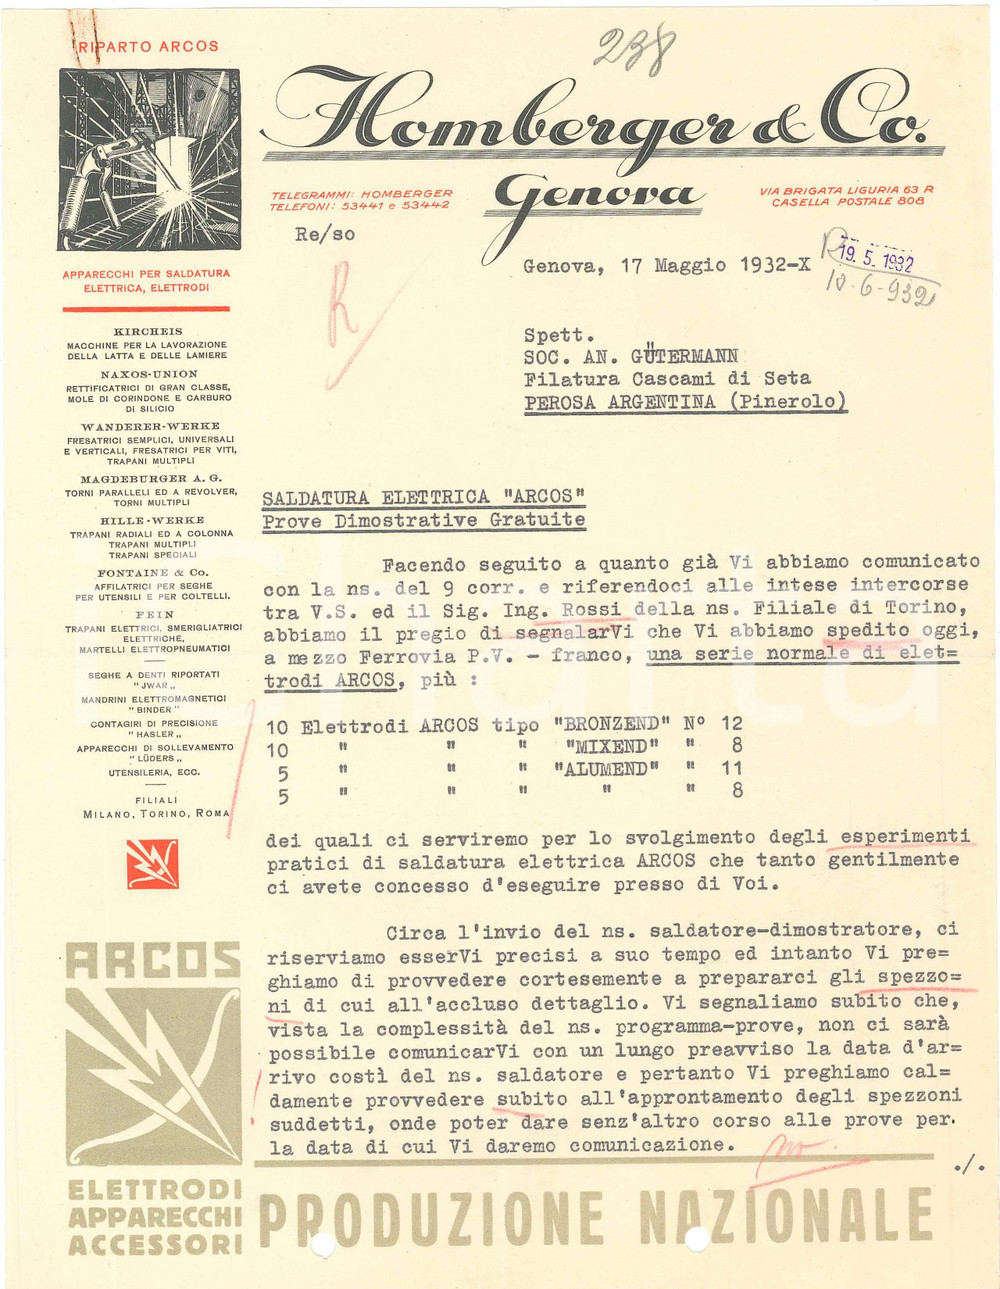 238
RIPARTO ARCOS
Homberger & Co.
Genova
TELEGRAMMI: HOMBERGER
TELEFONI: 53441 e 53442
VIA BRIGATA LIGURIA 63 R
CASELLA POSTALE 808
APPARECCHI PER SALDATURA
ELETTRICA, ELETTRODI
KIRCHEIS
MACCHINE PER LA LAVORAZIONE
DELLA LATTA E DELLE LAMIERE
NAXOS-UNION
RETTIFICATRICI DI GRAN CLASSE,
MOLE DI CORINDONE E CARBURO
DI SILICIO
WANDERER-WERKE
FRESATRICI SEMPLICI, UNIVERSALI
E VERTICALI, FRESATRICI PER VITI,
TRAPANI MULTIPLI
MAGDEBURGER A. G.
TORNI PARALLELI ED A REVOLVER,
TORNI MULTIPLI
HILLE-WERKE
TRAPANI RADIALI ED A COLONNA
TRAPANI MULTIPLI
TRAPANI SPECIALI
FONTAINE & Co.
AFFILATRICI PER SEGHE
PER UTENSILI E PER COLTELLI.
FEIN
TRAPANI ELETTRICI, SMERIGLIATRICI
ELETTRICHE,
MARTELLI ELETTROPNEUMATICI
SEGHE A DENTI RIPORTATI
"JWAR„
MANDRINI ELETTROMAGNETICI
"BINDER"
CONTAGIRI DI PRECISIONE
"HASLER„
APPARECCHI DI SOLLEVAMENTO
"LÜDERS„
UTENSILERIA, ECC.
FILIALI
MILANO, TORINO, ROMA
Re/so
R
Genova, 17 Maggio 1932-X
R
19. 5. 1932
10-6-932
Spett.
SOC. AN. GÜTERMANN
Filatura Cascami di Seta
PEROSA ARGENTINA (Pinerolo)
SALDATURA ELETTRICA "ARCOS"
Prove Dimostrative Gratuite
Facendo seguito a quanto già Vi abbiamo comunicato
con la ns. del 9 corr. e riferendoci alle intese intercorse
tra V.S. ed il Sig. Ing. Rossi della ns. Filiale di Torino,
abbiamo il pregio di segnalarVi che Vi abbiamo spedito oggi,
a mezzo Ferrovia P.V. - franco, una serie normale di elet=
trodi ARCOS, più :
10 Elettrodi ARCOS tipo "BRONZEND" N° 12
10 " " " "MIXEND" " 8
5 " " " "ALUMEND" " 11
5 " " " " " 8
dei quali ci serviremo per lo svolgimento degli esperimenti
pratici di saldatura elettrica ARCOS che tanto gentilmente
ci avete concesso d'eseguire presso di Voi.
Circa l'invio del ns. saldatore-dimostratore, ci
riserviamo esserVi precisi a suo tempo ed intanto Vi pre=
ghiamo di provvedere cortesemente a prepararci gli spezzo=
ni di cui all'accluso dettaglio. Vi segnaliamo subito che,
vista la complessità del ns. programma-prove, non ci sarà
possibile comunicarVi con un lungo preavviso la data d'ar=
rivo costì del ns. saldatore e pertanto Vi preghiamo cal=
damente provvedere subito all'approntamento degli spezzoni
suddetti, onde poter dare senz'altro corso alle prove per.
la data di cui Vi daremo comunicazione.
no.
./.
ARCOS
ELETTRODI
APPARECCHI
ACCESSORI
PRODUZIONE NAZIONALE